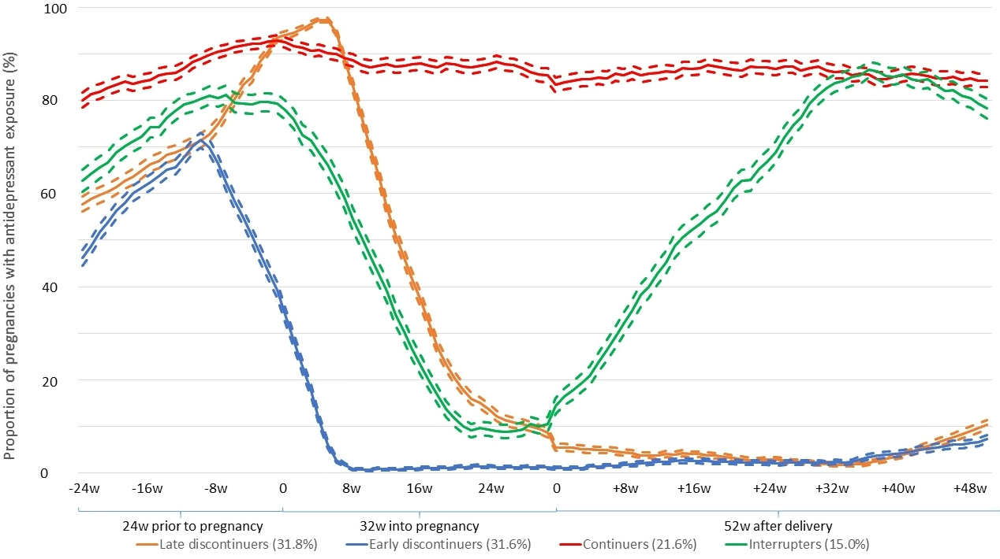 Proportion of pregnancies with antidepressant exposure (%)
100
80
60
40
20
0
-24w -16w -8w 0 8w 16w 24w 0 +8w +16w +24w +32w +40w +48w
24w prior to pregnancy 32w into pregnancy 52w after delivery
Late discontinuers (31.8%) Early discontinuers (31.6%) Continuers (21.6%) Interrupters (15.0%)